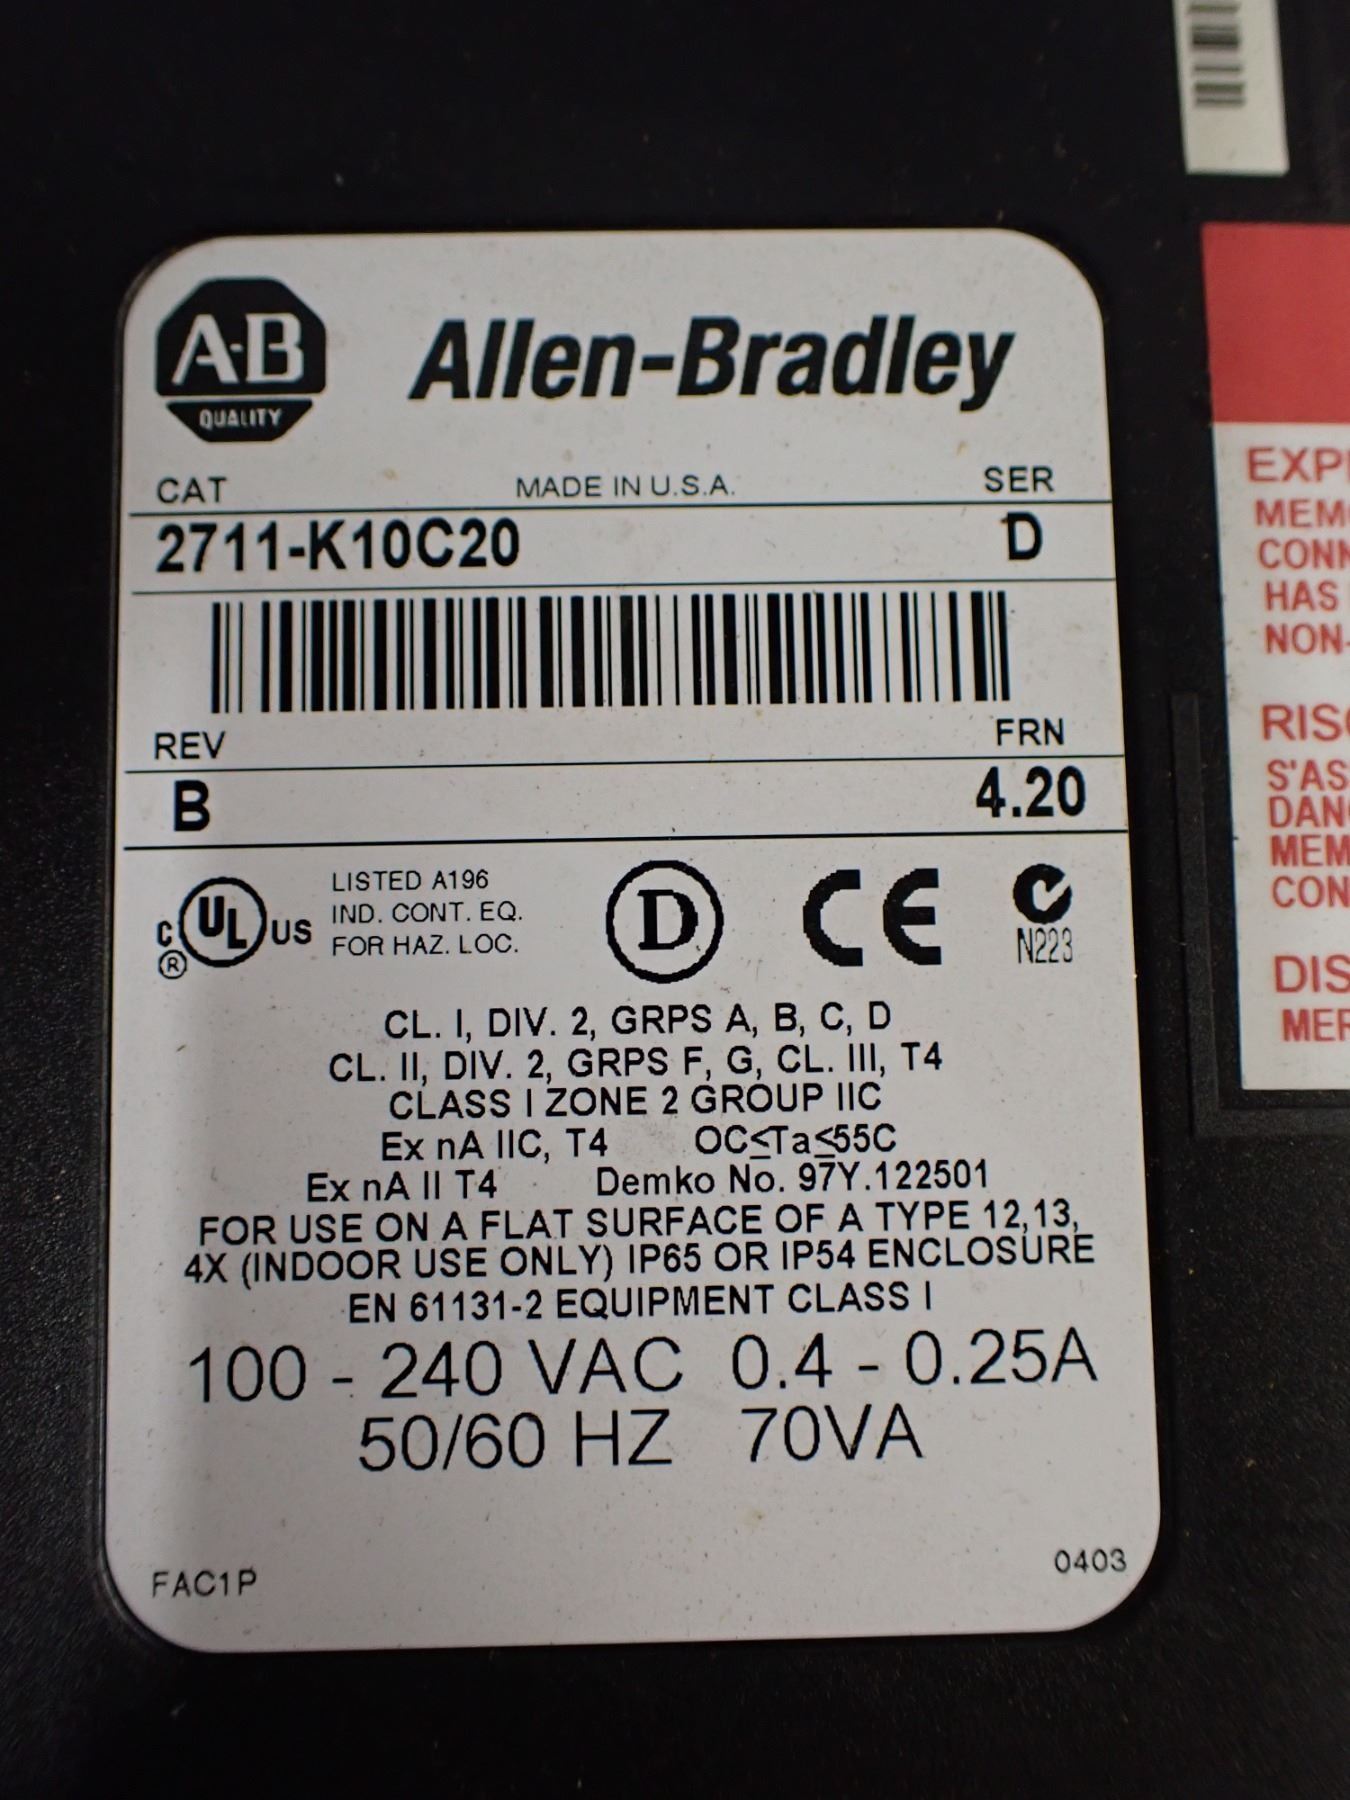 A-B
QUALITY
Allen-Bradley
CAT MADE IN U.S.A. SER
2711-K10C20 D
REV FRN
B 4.20
C UL US
®
LISTED A196
IND. CONT. EQ.
FOR HAZ. LOC.
D
CE
N223
CL. I, DIV. 2, GRPS A, B, C, D
CL. II, DIV. 2, GRPS F, G, CL. III, T4
CLASS I ZONE 2 GROUP IIC
Ex nA IIC, T4 OC≤Ta≤55C
Ex nA II T4 Demko No. 97Y.122501
FOR USE ON A FLAT SURFACE OF A TYPE 12,13,
4X (INDOOR USE ONLY) IP65 OR IP54 ENCLOSURE
EN 61131-2 EQUIPMENT CLASS I
100 - 240 VAC 0.4 - 0.25A
50/60 HZ 70VA
FAC1P 0403
HAS
NON-